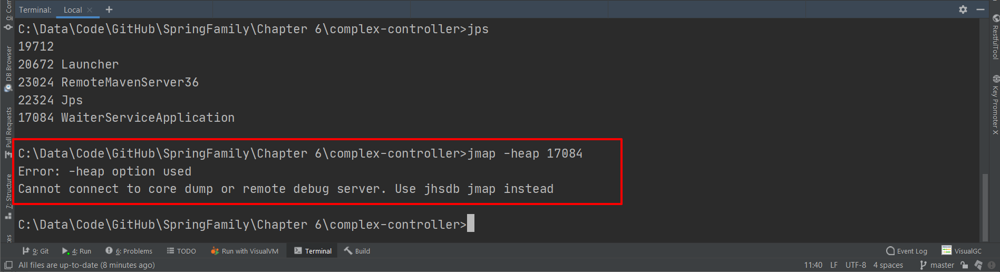 Terminal: Local × +
C:\Data\Code\GitHub\SpringFamily\Chapter 6\complex-controller>jps
19712
20672 Launcher
23024 RemoteMavenServer36
22324 Jps
17084 WaiterServiceApplication
C:\Data\Code\GitHub\SpringFamily\Chapter 6\complex-controller>jmap -heap 17084
Error: -heap option used
Cannot connect to core dump or remote debug server. Use jhsdb jmap instead
C:\Data\Code\GitHub\SpringFamily\Chapter 6\complex-controller>
0: Com
DB Browser
Pull Requests
7: Structure
RestfulTool
Key Promoter X
9: Git 4: Run 6: Problems TODO Run with VisualVM Terminal Build Event Log VisualGC
All files are up-to-date (8 minutes ago) 11:40 LF UTF-8 4 spaces master